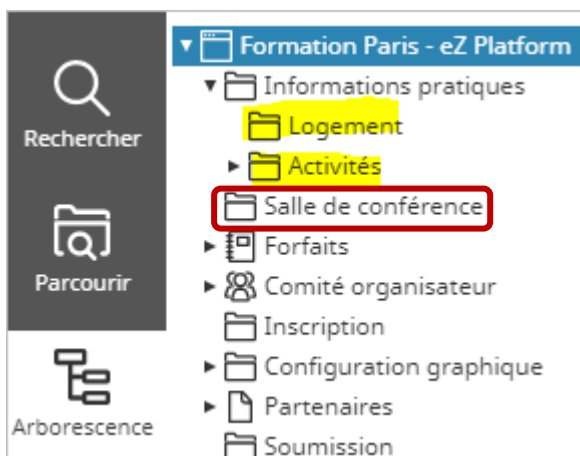 Rechercher
Parcourir
Arborescence
Formation Paris - eZ Platform
Informations pratiques
Logement
Activités
Salle de conférence
Forfaits
Comité organisateur
Inscription
Configuration graphique
Partenaires
Soumission